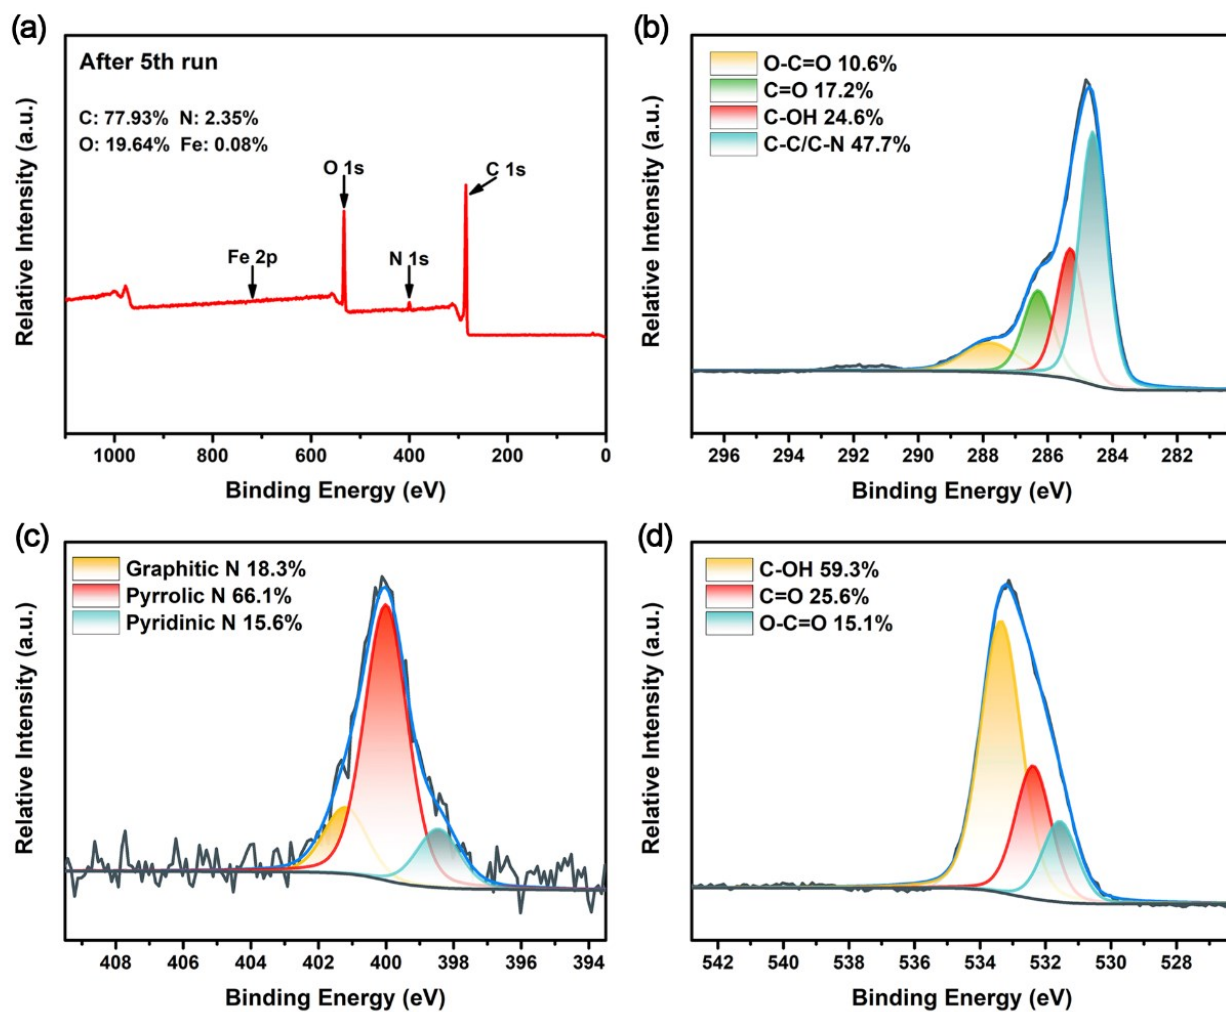 (a)
After 5th run
C: 77.93% N: 2.35%
O: 19.64% Fe: 0.08%
O 1s
C 1s
Fe 2p
N 1s
Relative Intensity (a.u.)
1000 800 600 400 200 0
Binding Energy (eV)
(b)
O-C=O 10.6%
C=O 17.2%
C-OH 24.6%
C-C/C-N 47.7%
Relative Intensity (a.u.)
296 294 292 290 288 286 284 282
Binding Energy (eV)
(c)
Graphitic N 18.3%
Pyrrolic N 66.1%
Pyridinic N 15.6%
Relative Intensity (a.u.)
408 406 404 402 400 398 396 394
Binding Energy (eV)
(d)
C-OH 59.3%
C=O 25.6%
O-C=O 15.1%
Relative Intensity (a.u.)
542 540 538 536 534 532 530 528
Binding Energy (eV)